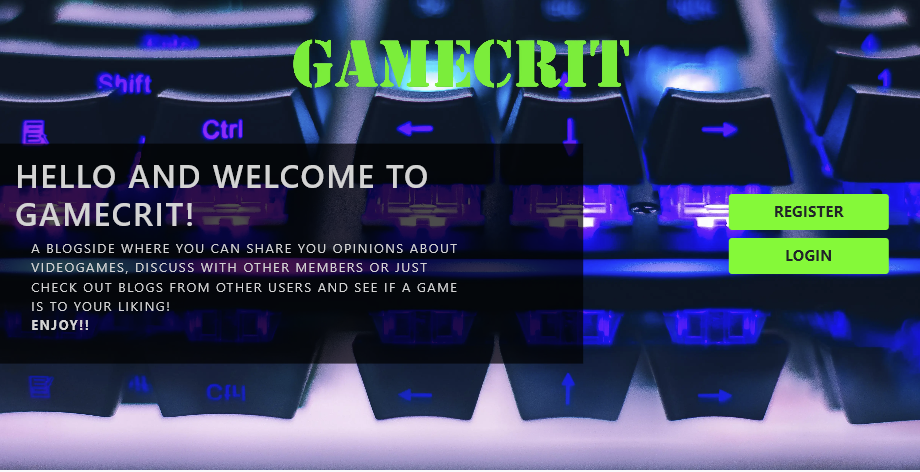 GAMECRIT
Shift
Ctrl
1
HELLO AND WELCOME TO
GAMECRIT!
A BLOGSIDE WHERE YOU CAN SHARE YOU OPINIONS ABOUT
VIDEOGAMES, DISCUSS WITH OTHER MEMBERS OR JUST
CHECK OUT BLOGS FROM OTHER USERS AND SEE IF A GAME
IS TO YOUR LIKING!
ENJOY!!
REGISTER
LOGIN